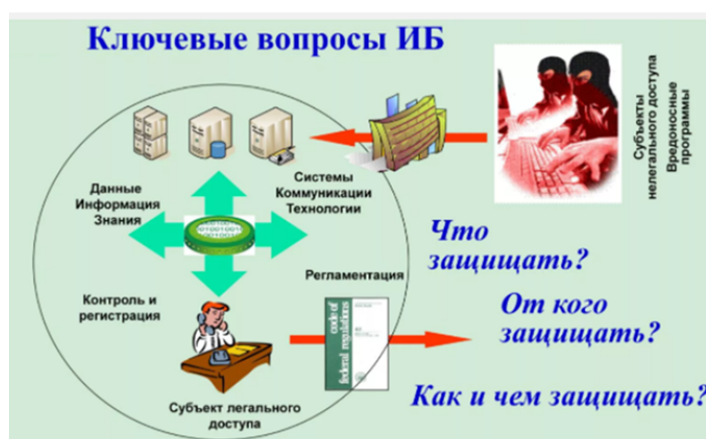 Ключевые вопросы ИБ
Субъекты
нелегального доступа
Вредоносные
программы
Данные
Информация
Знания
Системы
Коммуникации
Технологии
Что
защищать?
Контроль и
регистрация
Регламентация
От кого
защищать?
code of
federal regulations
Как и чем защищать?
Субъект легального
доступа